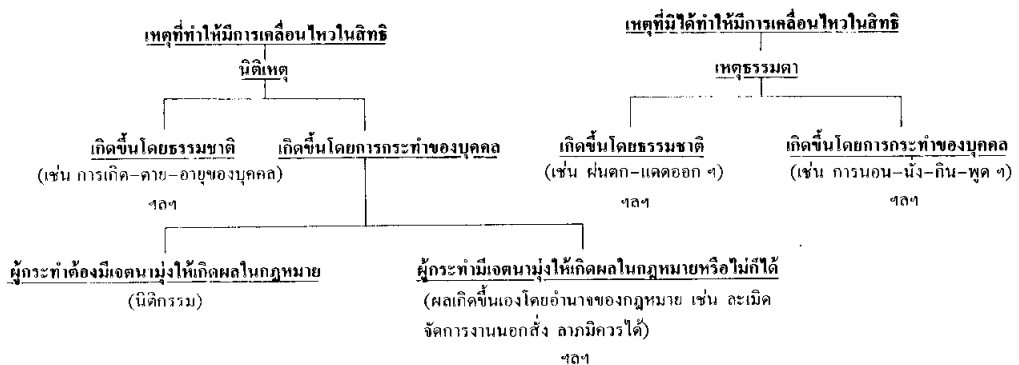 เหตุที่ทำให้มีการเคลื่อนไหวในสิทธิ
นิติเหตุ
เกิดขึ้นโดยธรรมชาติ
(เช่น การเกิด-ตาย-อายุของบุคคล)
ฯลฯ
เกิดขึ้นโดยการกระทำของบุคคล
ผู้กระทำต้องมีเจตนามุ่งให้เกิดผลในกฎหมาย
(นิติกรรม)
ผู้กระทำมีเจตนามุ่งให้เกิดผลในกฎหมายหรือไม่ก็ได้
(ผลเกิดขึ้นเองโดยอำนาจของกฎหมาย เช่น ละเมิด
จัดการงานนอกสั่ง ลาภมิควรได้)
ฯลฯ
เหตุที่มิได้ทำให้มีการเคลื่อนไหวในสิทธิ
เหตุธรรมดา
เกิดขึ้นโดยธรรมชาติ
(เช่น ฝนตก-แดดออก ฯ)
ฯลฯ
เกิดขึ้นโดยการกระทำของบุคคล
(เช่น การนอน-นั่ง-กิน-พูด ฯ)
ฯลฯ